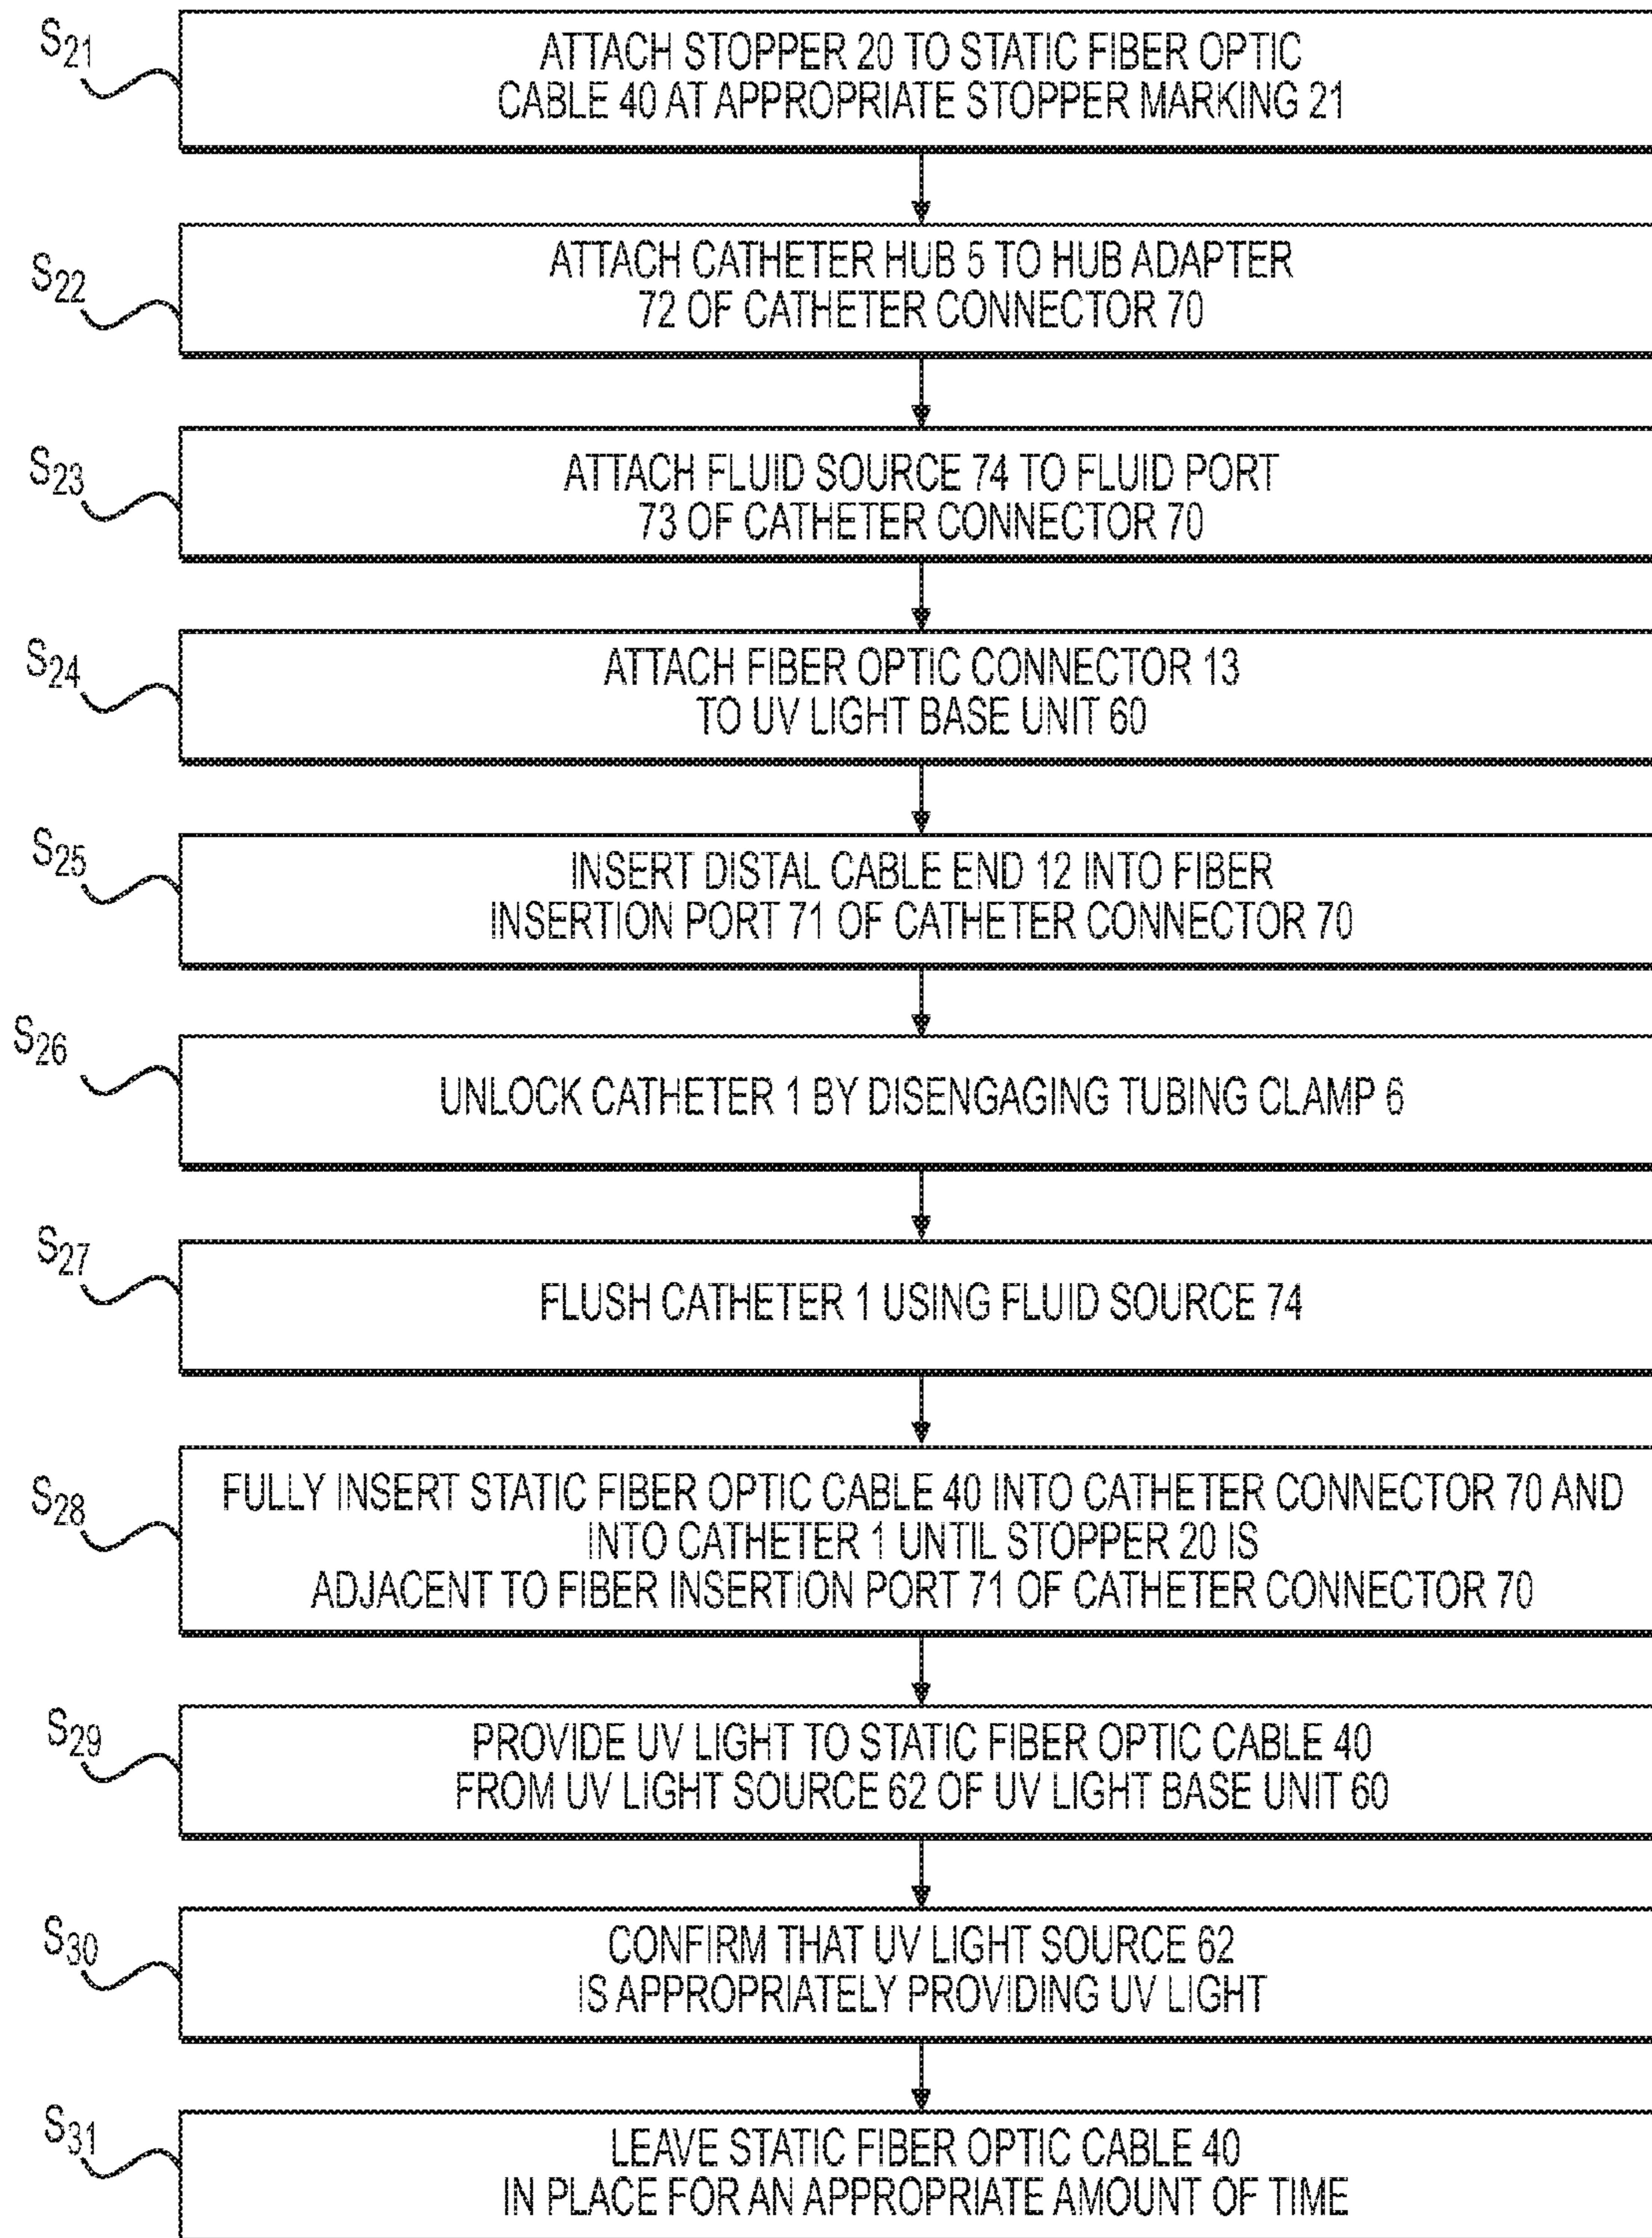 S21
ATTACH STOPPER 20 TO STATIC FIBER OPTIC
CABLE 40 AT APPROPRIATE STOPPER MARKING 21
S22
ATTACH CATHETER HUB 5 TO HUB ADAPTER
72 OF CATHETER CONNECTOR 70
S23
ATTACH FLUID SOURCE 74 TO FLUID PORT
73 OF CATHETER CONNECTOR 70
S24
ATTACH FIBER OPTIC CONNECTOR 13
TO UV LIGHT BASE UNIT 60
S25
INSERT DISTAL CABLE END 12 INTO FIBER
INSERTION PORT 71 OF CATHETER CONNECTOR 70
S26
UNLOCK CATHETER 1 BY DISENGAGING TUBING CLAMP 6
S27
FLUSH CATHETER 1 USING FLUID SOURCE 74
S28
FULLY INSERT STATIC FIBER OPTIC CABLE 40 INTO CATHETER CONNECTOR 70 AND
INTO CATHETER 1 UNTIL STOPPER 20 IS
ADJACENT TO FIBER INSERTION PORT 71 OF CATHETER CONNECTOR 70
S29
PROVIDE UV LIGHT TO STATIC FIBER OPTIC CABLE 40
FROM UV LIGHT SOURCE 62 OF UV LIGHT BASE UNIT 60
S30
CONFIRM THAT UV LIGHT SOURCE 62
IS APPROPRIATELY PROVIDING UV LIGHT
S31
LEAVE STATIC FIBER OPTIC CABLE 40
IN PLACE FOR AN APPROPRIATE AMOUNT OF TIME